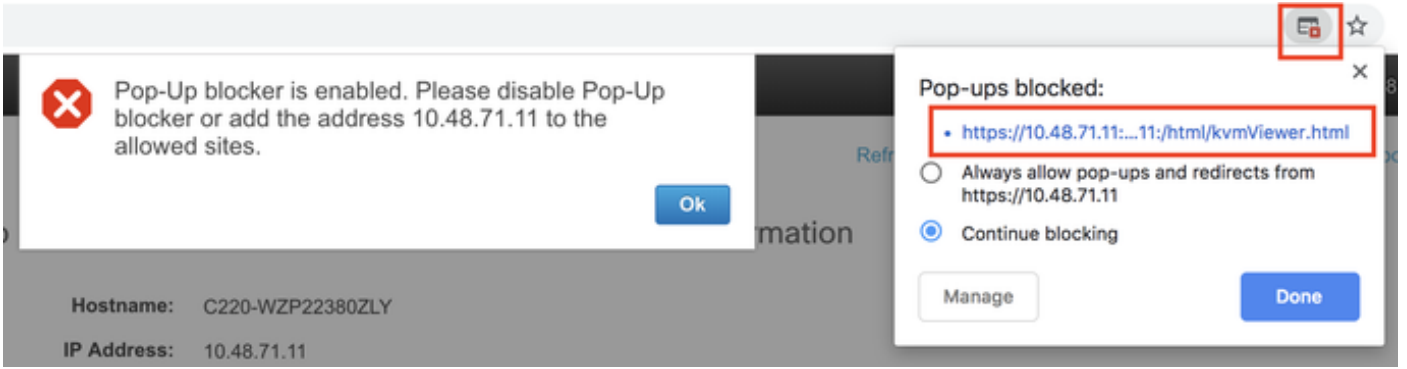 Pop-Up blocker is enabled. Please disable Pop-Up
blocker or add the address 10.48.71.11 to the
allowed sites.
Ok
Pop-ups blocked:
• https://10.48.71.11:...11:/html/kvmViewer.html
Always allow pop-ups and redirects from
https://10.48.71.11
Continue blocking
Manage
Done
Refr
mation
Hostname: C220-WZP22380ZLY
IP Address: 10.48.71.11